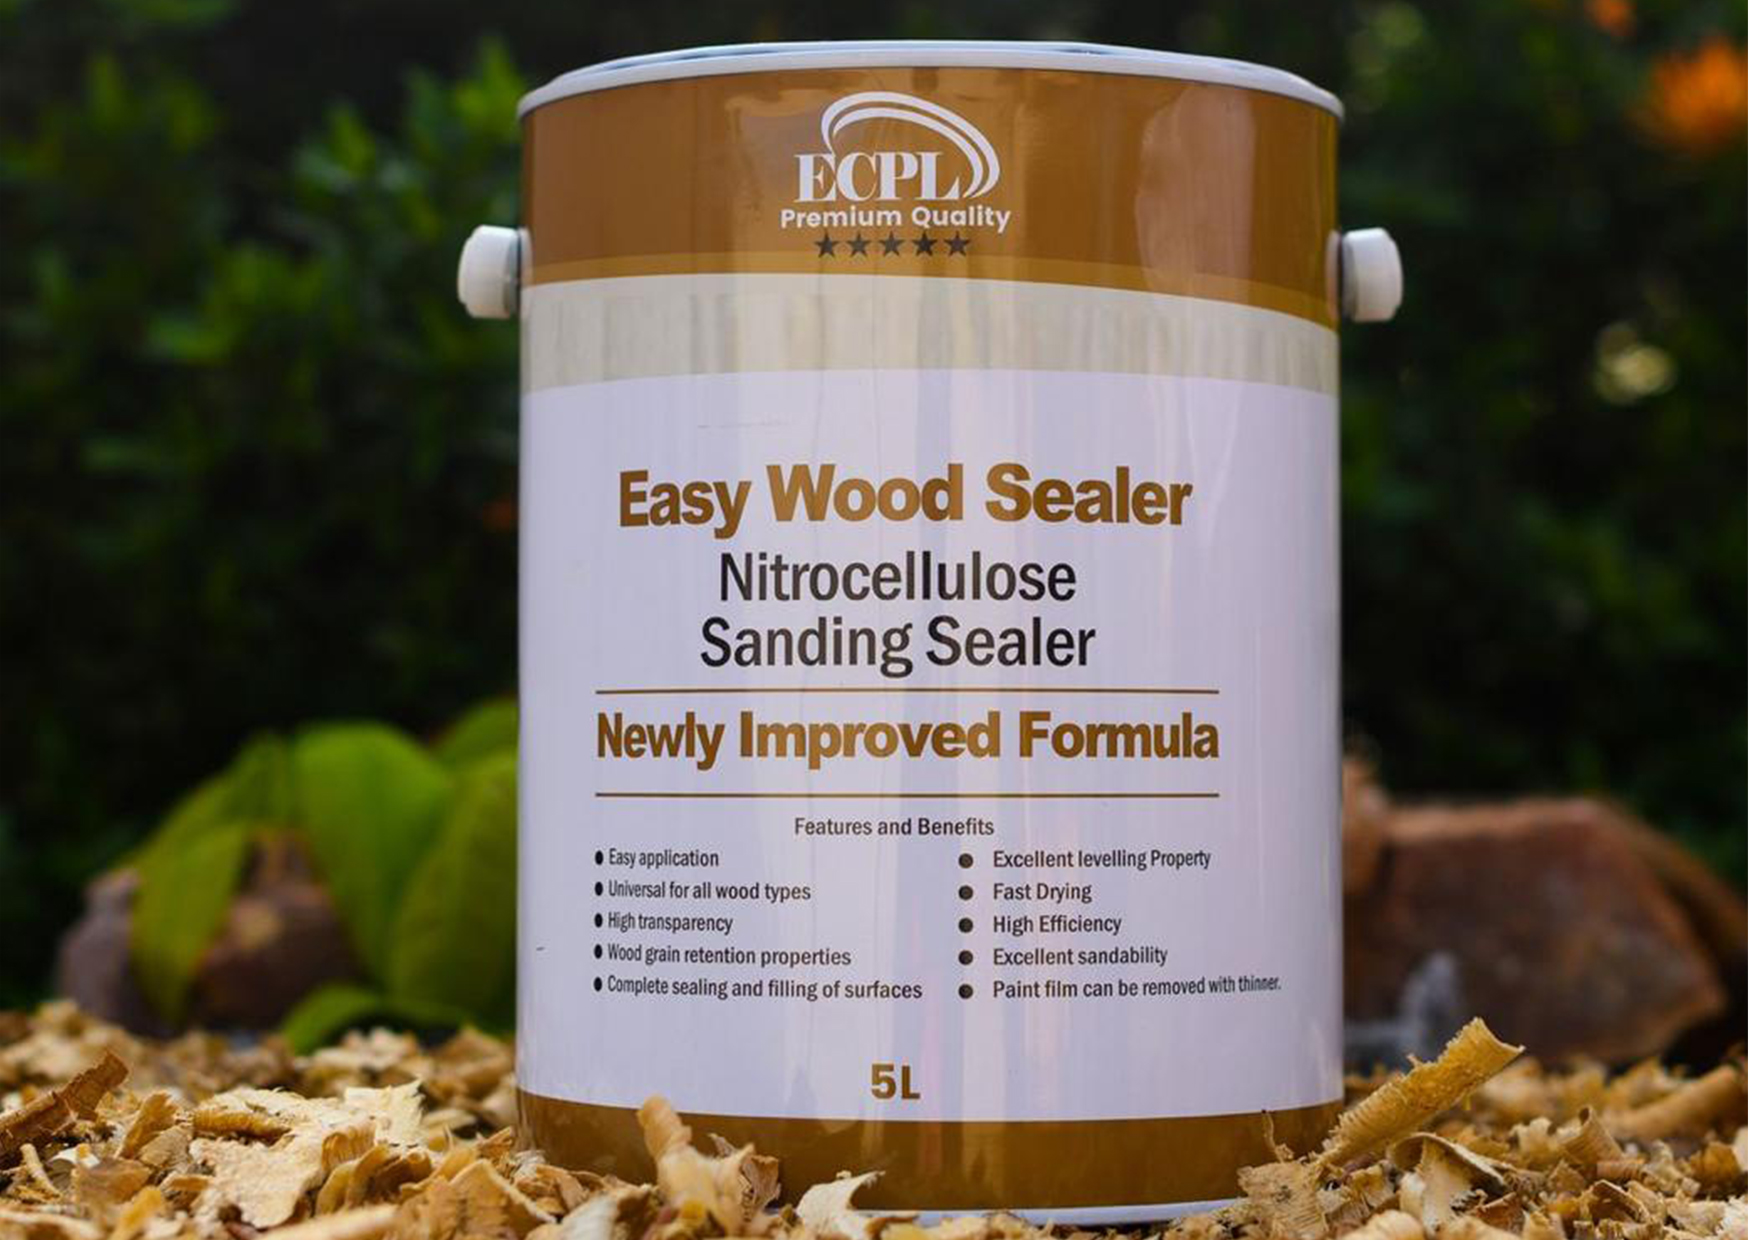 ECPL
Premium Quality
Easy Wood Sealer
Nitrocellulose
Sanding Sealer
Newly Improved Formula
Features and Benefits
● Easy application
● Universal for all wood types
● High transparency
● Wood grain retention properties
● Complete sealing and filling of surfaces
● Excellent levelling Property
● Fast Drying
● High Efficiency
● Excellent sandability
● Paint film can be removed with thinner.
5L